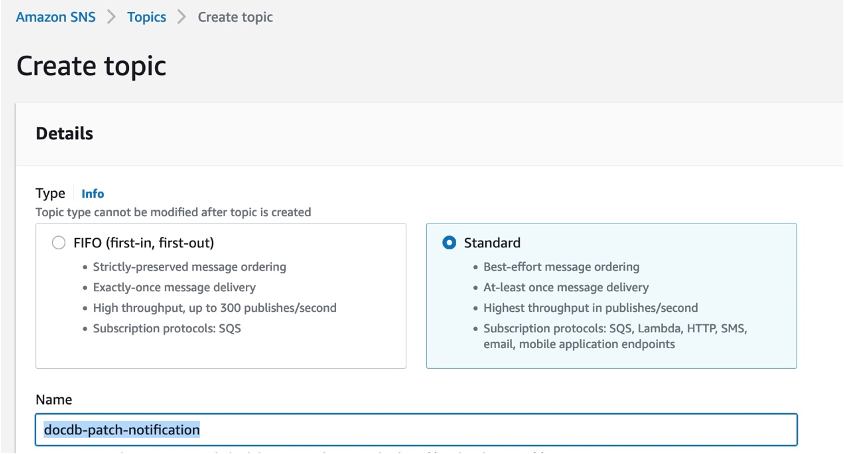 Amazon SNS > Topics > Create topic
Create topic
Details
Type Info
Topic type cannot be modified after topic is created
FIFO (first-in, first-out)
• Strictly-preserved message ordering
• Exactly-once message delivery
• High throughput, up to 300 publishes/second
• Subscription protocols: SQS
Standard
• Best-effort message ordering
• At-least once message delivery
• Highest throughput in publishes/second
• Subscription protocols: SQS, Lambda, HTTP, SMS,
email, mobile application endpoints
Name
docdb-patch-notification